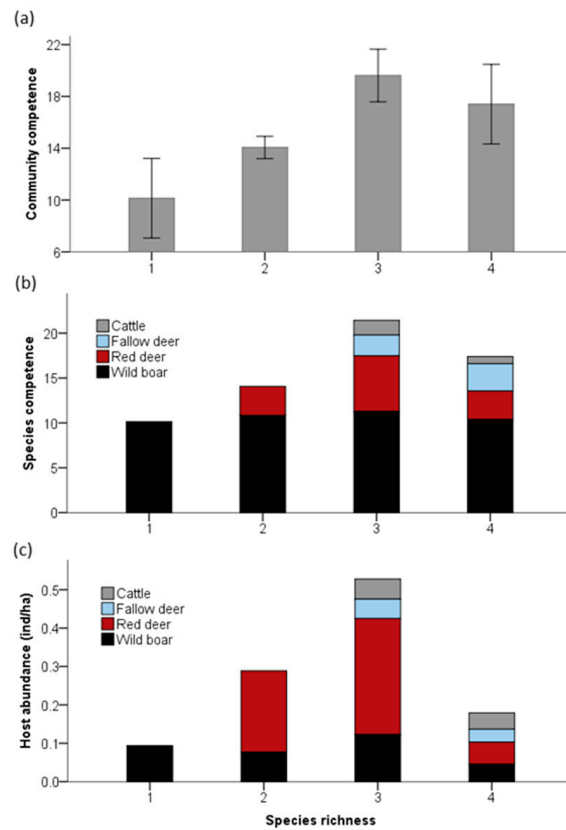 (a)
Community competence
22
18
14
10
6
1 2 3 4
(b)
Species competence
Cattle
Fallow deer
Red deer
Wild boar
20
15
10
5
0
1 2 3 4
(c)
Host abundance (ind/ha)
Cattle
Fallow deer
Red deer
Wild boar
0.5
0.4
0.3
0.2
0.1
0.0
1 2 3 4
Species richness